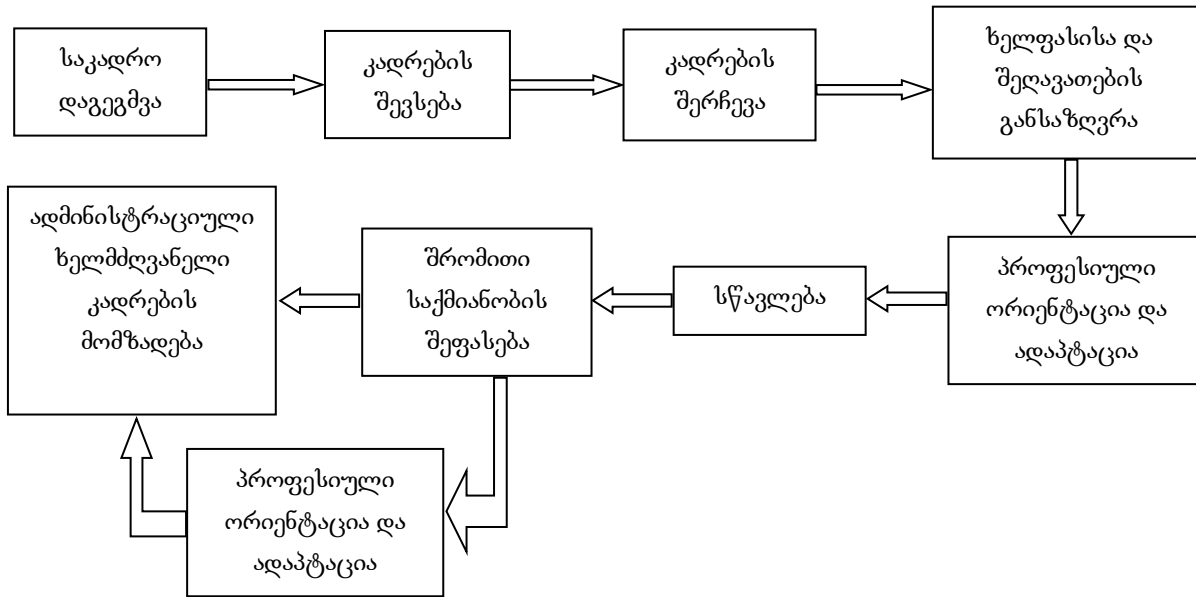 საკადრო
დაგეგმვა
კადრების
შევსება
კადრების
შერჩევა
ხელფასისა და
შეღავათების
განსაზღვრა
პროფესიული
ორიენტაცია და
ადაპტაცია
სწავლება
შრომითი
საქმიანობის
შეფასება
ადმინისტრაციული
ხელმძღვანელი
კადრების
მომზადება
პროფესიული
ორიენტაცია და
ადაპტაცია